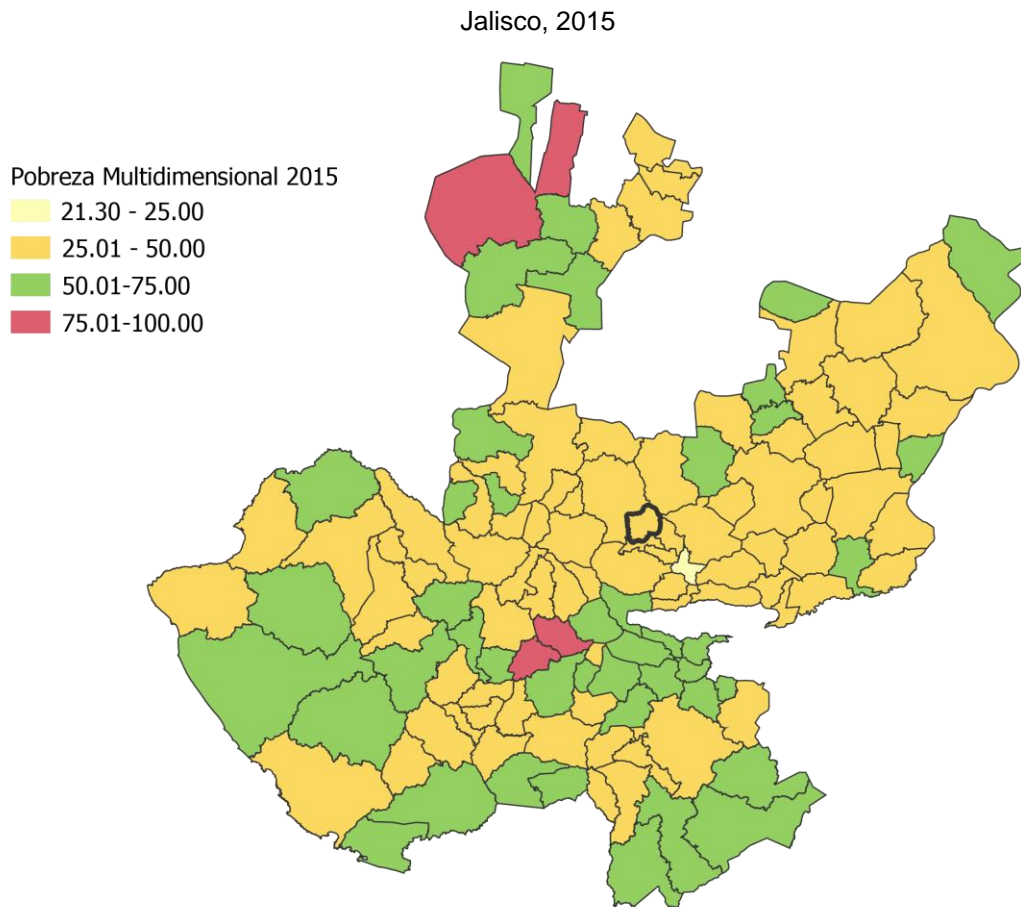 Jalisco, 2015
Pobreza Multidimensional 2015
21.30 - 25.00
25.01 - 50.00
50.01-75.00
75.01-100.00